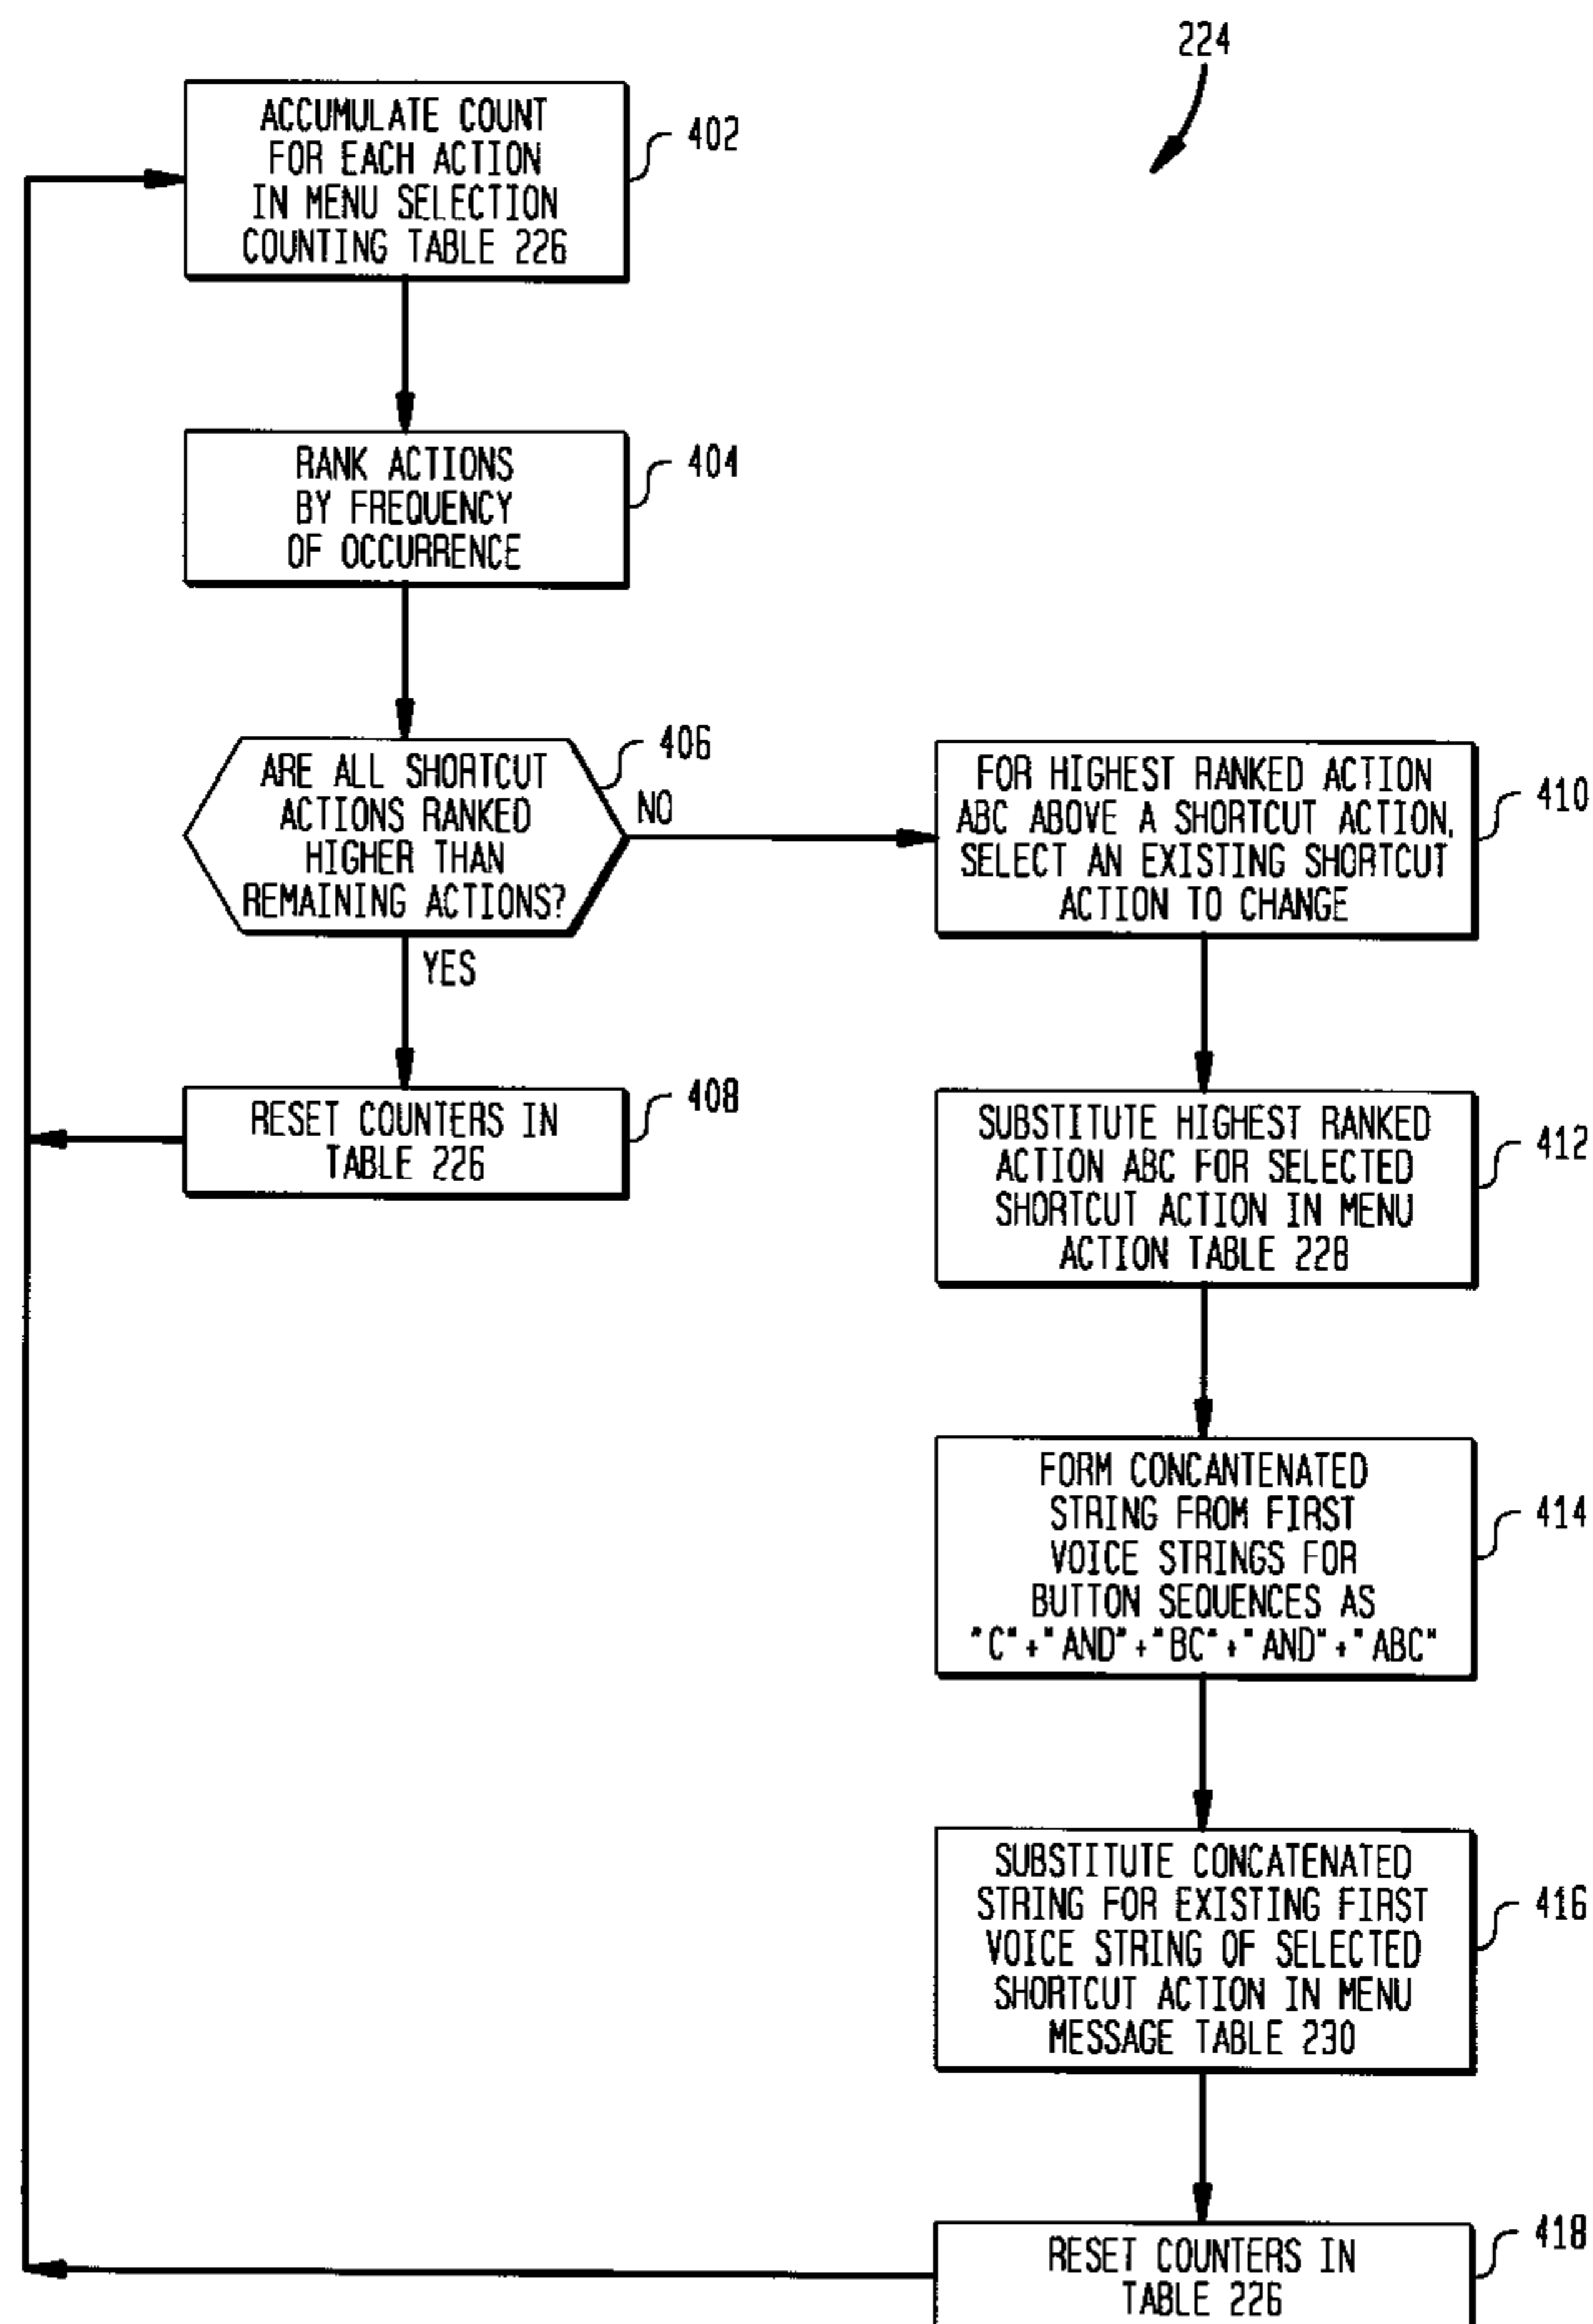 224
ACCUMULATE COUNT
FOR EACH ACTION
IN MENU SELECTION
COUNTING TABLE 226
402
RANK ACTIONS
BY FREQUENCY
OF OCCURRENCE
404
ARE ALL SHORTCUT
ACTIONS RANKED
HIGHER THAN
REMAINING ACTIONS?
406
NO
YES
RESET COUNTERS IN
TABLE 226
408
FOR HIGHEST RANKED ACTION
ABC ABOVE A SHORTCUT ACTION,
SELECT AN EXISTING SHORTCUT
ACTION TO CHANGE
410
SUBSTITUTE HIGHEST RANKED
ACTION ABC FOR SELECTED
SHORTCUT ACTION IN MENU
ACTION TABLE 228
412
FORM CONCANTENATED
STRING FROM FIRST
VOICE STRINGS FOR
BUTTON SEQUENCES AS
"C"+"AND"+"BC"+"AND"+"ABC"
414
SUBSTITUTE CONCATENATED
STRING FOR EXISTING FIRST
VOICE STRING OF SELECTED
SHORTCUT ACTION IN MENU
MESSAGE TABLE 230
416
RESET COUNTERS IN
TABLE 226
418